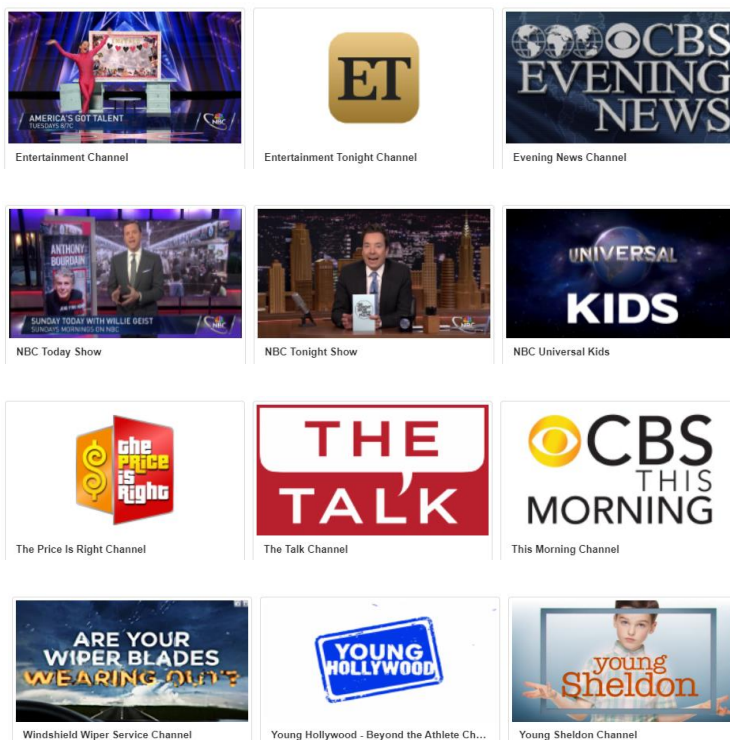 AMERICA'S GOT TALENT
TUESDAYS 8/7C
NBC
Entertainment Channel
ET
Entertainment Tonight Channel
CBS
EVENING
NEWS
Evening News Channel
ANTHONY
BOURDAIN
SUNDAY TODAY WITH WILLIE GEIST
SUNDAYS MORNINGS ON NBC
NBC
NBC Today Show
NBC
NBC Tonight Show
UNIVERSAL
KIDS
NBC Universal Kids
the
PRICE
is
Right
The Price Is Right Channel
THE
TALK
The Talk Channel
CBS
THIS
MORNING
This Morning Channel
ARE YOUR
WIPER BLADES
WEARING OUT?
Windshield Wiper Service Channel
YOUNG
HOLLYWOOD
Young Hollywood - Beyond the Athlete Ch...
young
Sheldon
Young Sheldon Channel